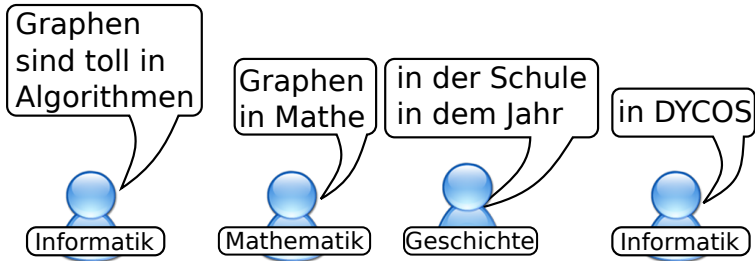 Graphen
sind toll in
Algorithmen
Graphen
in Mathe
in der Schule
in dem Jahr
in DYCOS
Informatik
Mathematik
Geschichte
Informatik